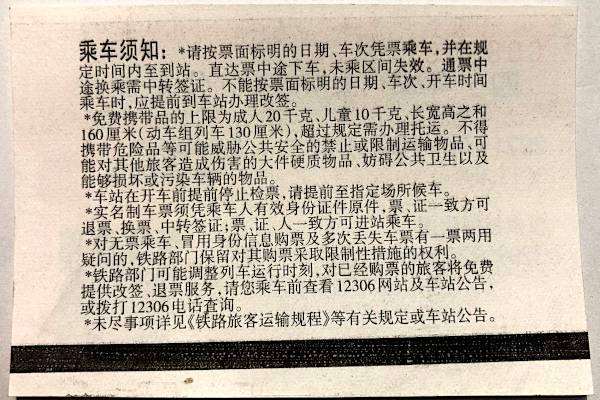 乘车须知：*请按票面标明的日期、车次凭票乘车，并在规
定时间内至到站。直达票中途下车，未乘区间失效。通票中
途换乘需中转签证。不能按票面标明的日期、车次、开车时间
乘车时，应提前到车站办理改签。
*免费携带品的上限为成人20千克、儿童10千克、长宽高之和
160厘米(动车组列车130厘米)，超过规定需办理托运。不得
携带危险品等可能威胁公共安全的禁止或限制运输物品、可
能对其他旅客造成伤害的大件硬质物品、妨碍公共卫生以及
能够损坏或污染车辆的物品。
*车站在开车前提前停止检票，请提前至指定场所候车。
*实名制车票须凭乘车人有效身份证件原件，票、证一致方可
退票、换票、中转签证；票、证、人一致方可进站乘车。
*对无票乘车、冒用身份信息购票及多次丢失车票有一票两用
疑问的，铁路部门保留对其购票采取限制性措施的权利。
*铁路部门可能调整列车运行时刻，对已经购票的旅客将免费
提供改签、退票服务，请您乘车前查看12306网站及车站公告，
或拨打12306电话查询。
*未尽事项详见《铁路旅客运输规程》等有关规定或车站公告。